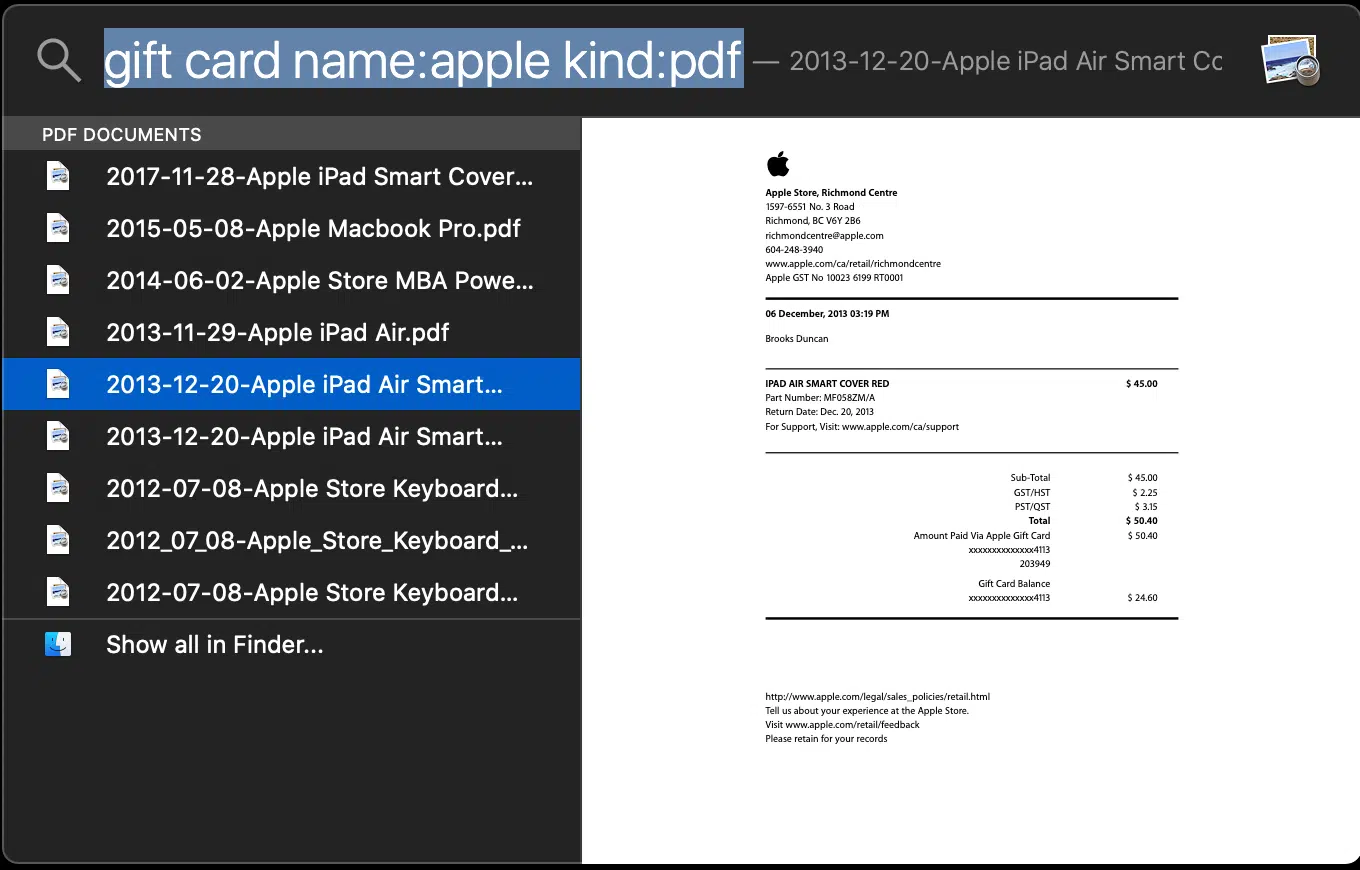 gift card name:apple kind:pdf — 2013-12-20-Apple iPad Air Smart Co
PDF DOCUMENTS
2017-11-28-Apple iPad Smart Cover...
2015-05-08-Apple Macbook Pro.pdf
2014-06-02-Apple Store MBA Powe...
2013-11-29-Apple iPad Air.pdf
2013-12-20-Apple iPad Air Smart...
2013-12-20-Apple iPad Air Smart...
2012-07-08-Apple Store Keyboard...
2012_07_08-Apple_Store_Keyboard_...
2012-07-08-Apple Store Keyboard...
Show all in Finder...
Apple Store, Richmond Centre
1597-6551 No. 3 Road
Richmond, BC V6Y 2B6
richmondcentre@apple.com
604-248-3940
www.apple.com/ca/retail/richmondcentre
Apple GST No 10023 6199 RT0001
06 December, 2013 03:19 PM
Brooks Duncan
IPAD AIR SMART COVER RED $ 45.00
Part Number: MF058ZM/A
Return Date: Dec. 20, 2013
For Support, Visit: www.apple.com/ca/support
Sub-Total $ 45.00
GST/HST $ 2.25
PST/QST $ 3.15
Total $ 50.40
Amount Paid Via Apple Gift Card $ 50.40
xxxxxxxxxxxxxx4113
203949
Gift Card Balance
xxxxxxxxxxxxxx4113 $ 24.60
http://www.apple.com/legal/sales_policies/retail.html
Tell us about your experience at the Apple Store.
Visit www.apple.com/retail/feedback
Please retain for your records